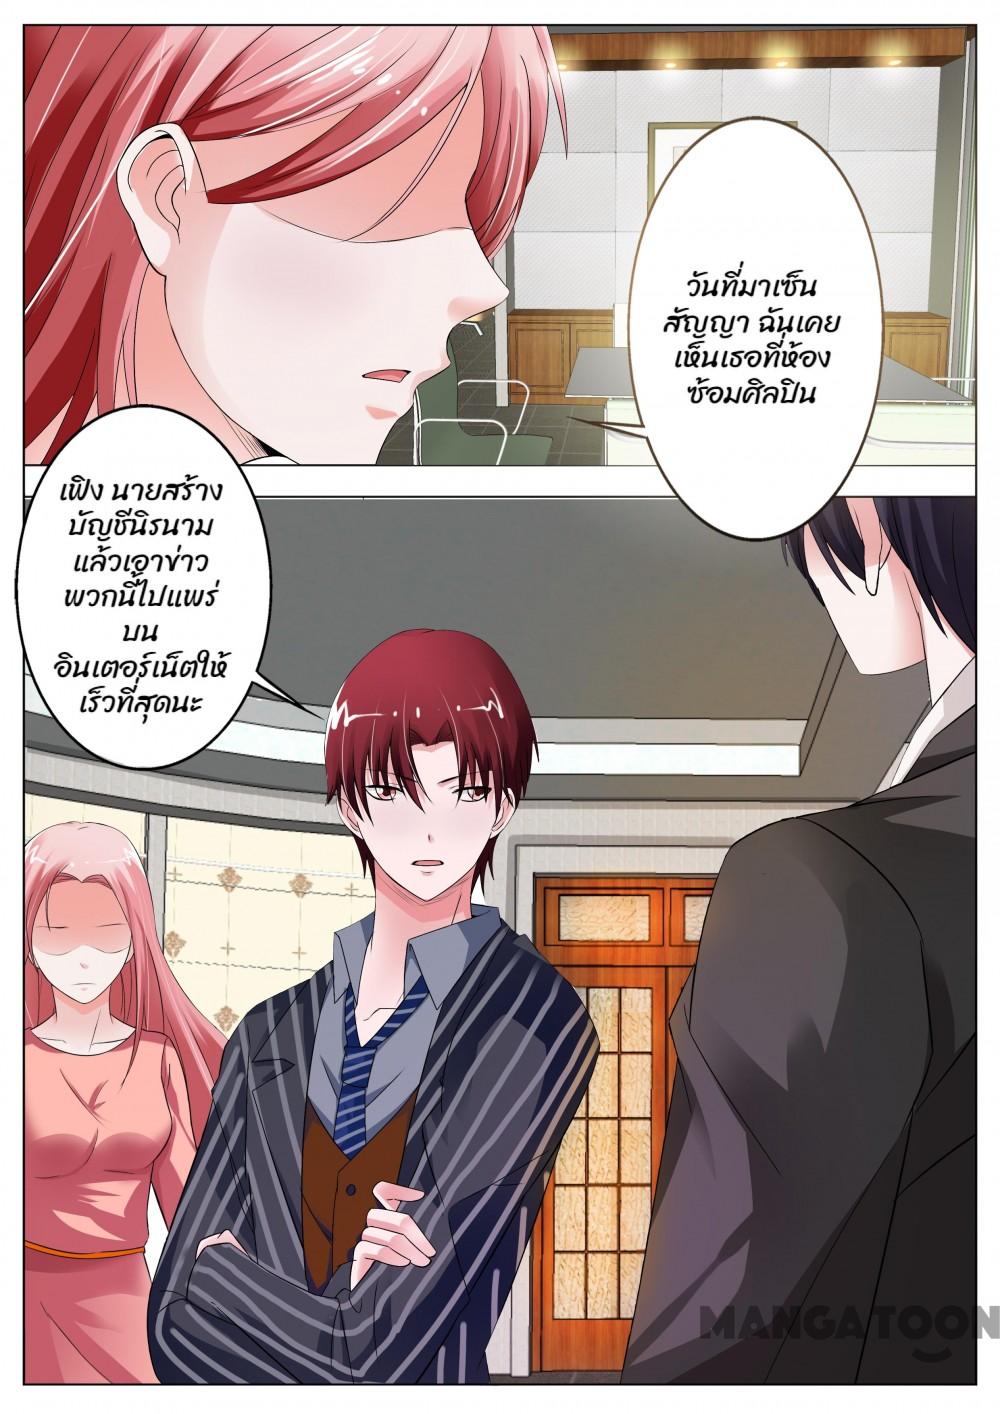 วันที่มาเซ็น
สัญญา ฉันเคย
เห็นเธอที่ห้อง
ซ้อมศิลปิน
เฟิง นายสร้าง
บัญชีนิรนาม
แล้วเอาข่าว
พวกนี้ไปแพร่
บน
อินเตอร์เน็ตให้
เร็วที่สุดนะ
MANGATOON